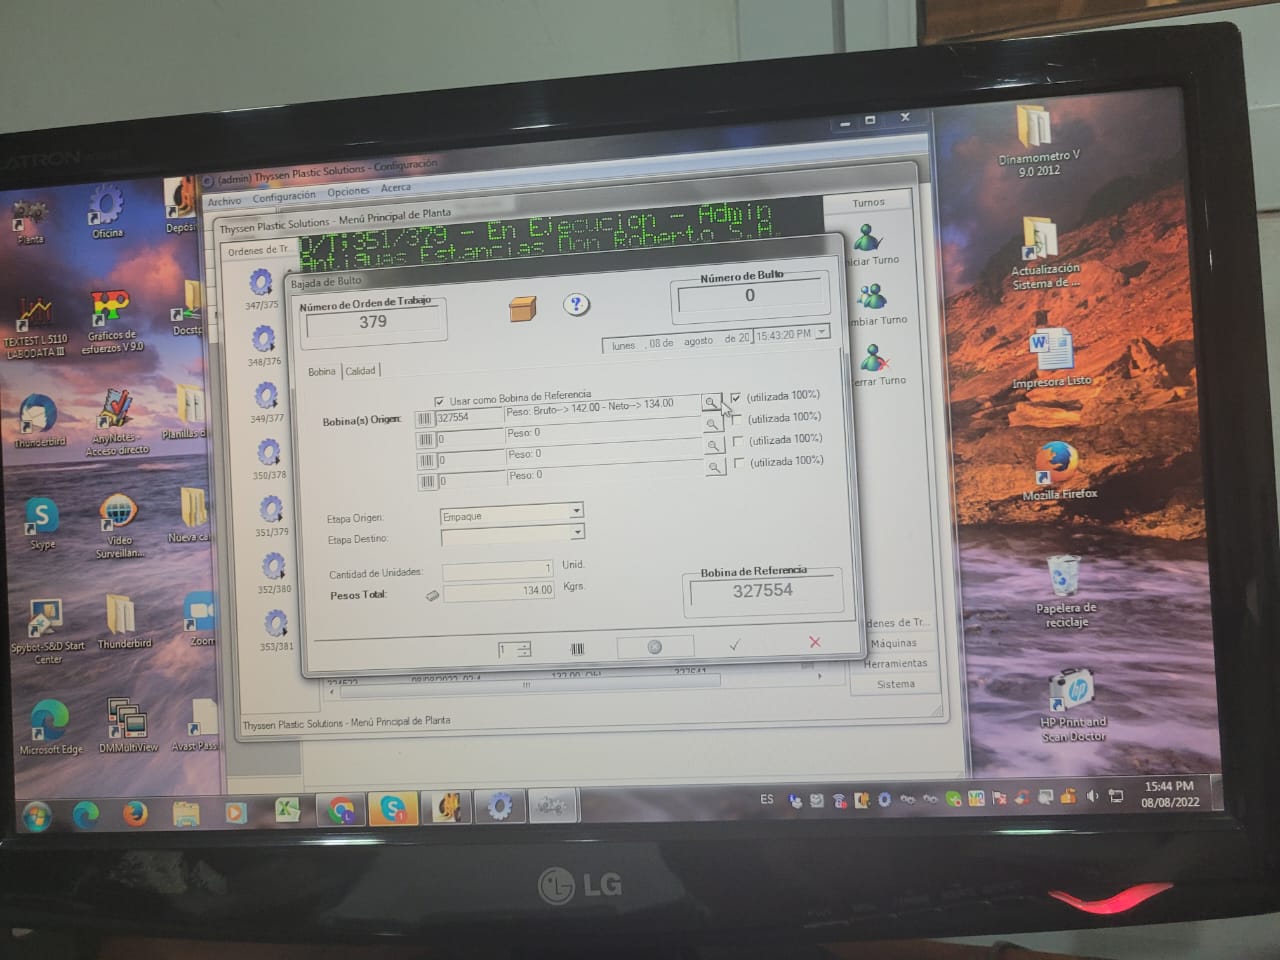 (admin) Thyssen Plastic Solutions - Configuración
Archivo Configuración Opciones Acerca
Thyssen Plastic Solutions - Menú Principal de Planta
Ordenes de Tr...
O/T:351/379 - En Ejecución - Admin
Antiguas Estancias Don Roberto S.A.
Turnos
Iniciar Turno
Cambiar Turno
Cerrar Turno
347/375
348/376
349/377
350/378
351/379
352/380
353/381
Bajada de Bulto
Número de Orden de Trabajo
379
Número de Bulto
0
lunes , 08 de agosto de 20
15:43:20 PM
Bobina
Calidad
Usar como Bobina de Referencia
Bobina(s) Origen:
327554
Peso: Bruto--> 142.00 - Neto--> 134.00
(utilizada 100%)
0
Peso: 0
(utilizada 100%)
0
Peso: 0
(utilizada 100%)
0
Peso: 0
(utilizada 100%)
Etapa Origen:
Empaque
Etapa Destino:
Cantidad de Unidades:
1
Unid.
Pesos Total:
134.00
Kgrs.
Bobina de Referencia
327554
1
Ordenes de Tr...
Máquinas
Herramientas
Sistema
Thyssen Plastic Solutions - Menú Principal de Planta
Planta
Oficina
TEXTEST L5110 LABODATA III
Gráficos de esfuerzos V 9.0
Thunderbird
AnyNotes - Acceso directo
Planillas
Skype
Video Surveillan...
Nueva
Spybot-S&D Start Center
Thunderbird
Zoom
Microsoft Edge
DMMultiView
Avast
Dinamometro V 9.0 2012
Actualización Sistema de ...
Impresora Listo
Mozilla Firefox
Papelera de reciclaje
HP Print and Scan Doctor
ES
15:44 PM
08/08/2022
LG